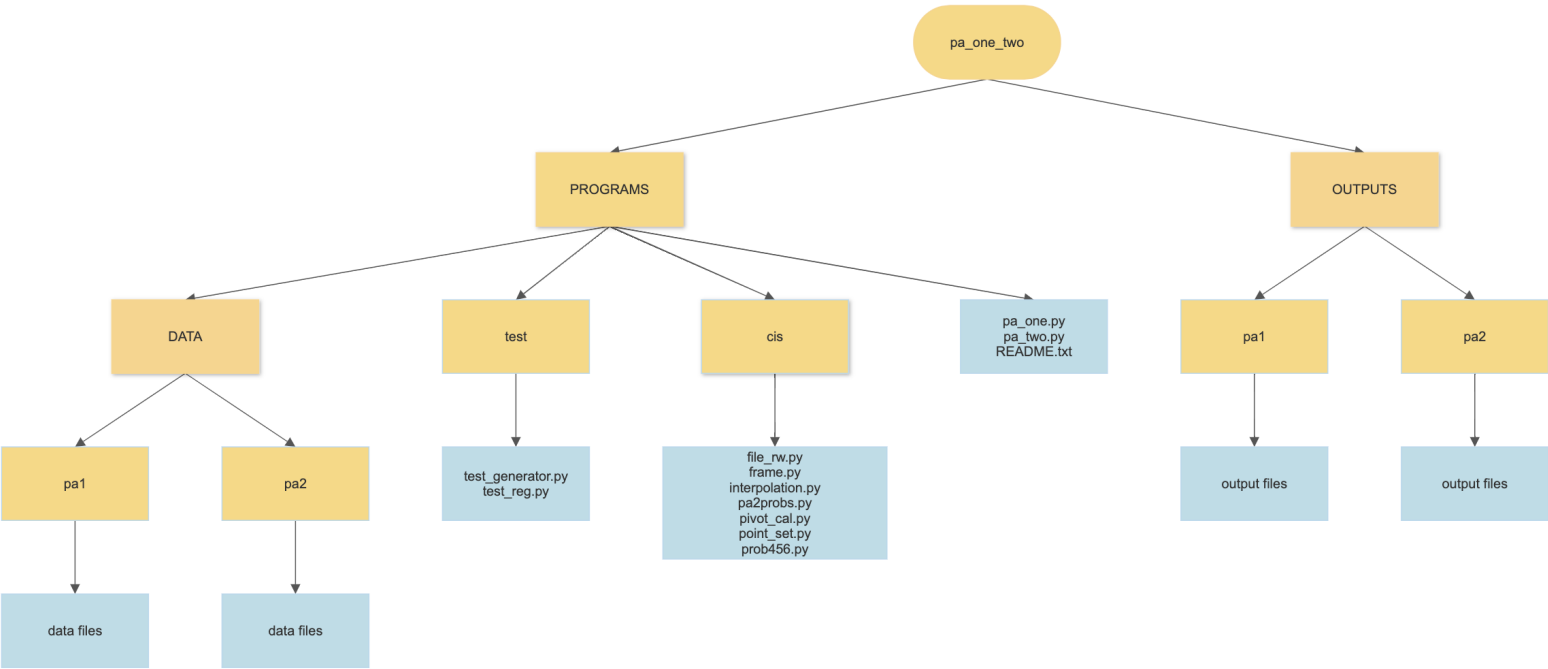 pa_one_two
PROGRAMS
OUTPUTS
DATA
test
cis
pa_one.py
pa_two.py
README.txt
pa1
pa2
pa1
pa2
test_generator.py
test_reg.py
file_rw.py
frame.py
interpolation.py
pa2probs.py
pivot_cal.py
point_set.py
prob456.py
output files
output files
data files
data files